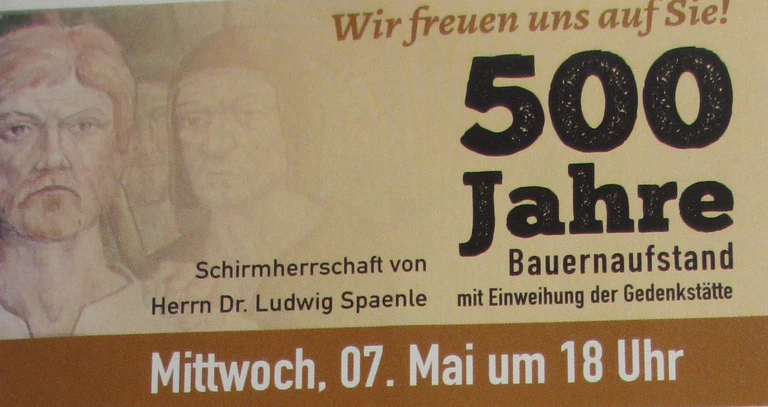 Wir freuen uns auf Sie!
500
Jahre
Bauernaufstand
mit Einweihung der Gedenkstätte
Schirmherrschaft von
Herrn Dr. Ludwig Spaenle
Mittwoch, 07. Mai um 18 Uhr